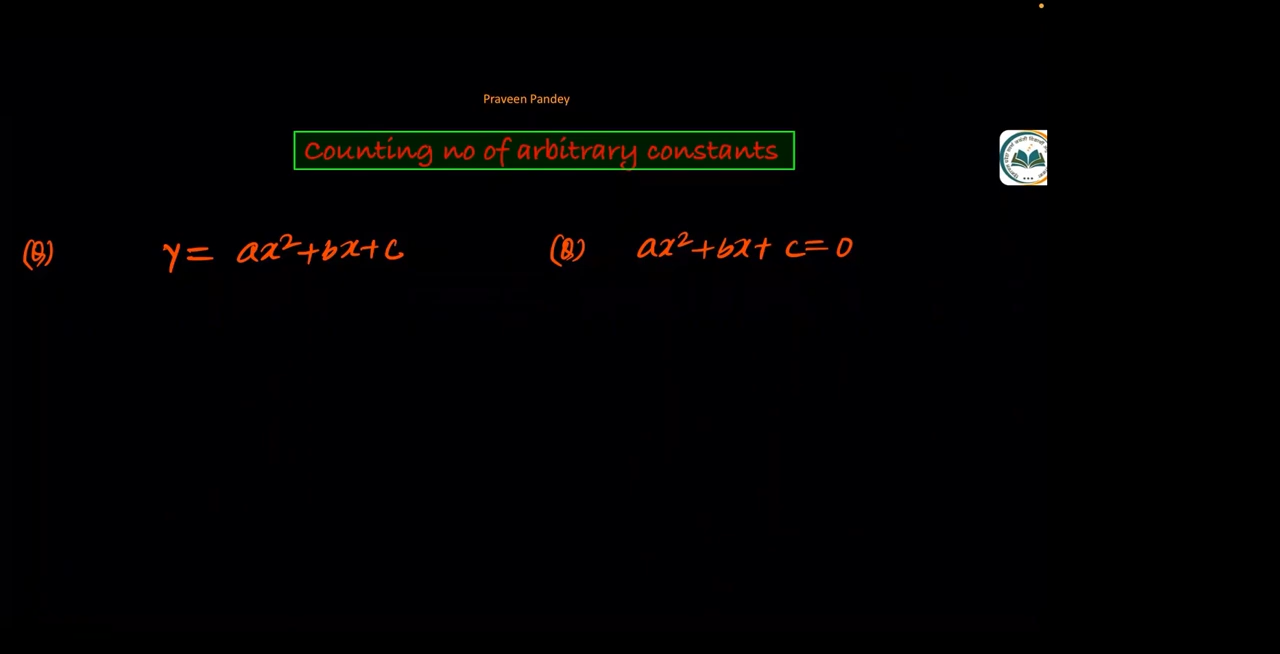 Praveen Pandey
Counting no of arbitrary constants
(Q) y = ax²+bx+c
(Q) ax²+bx+c=0